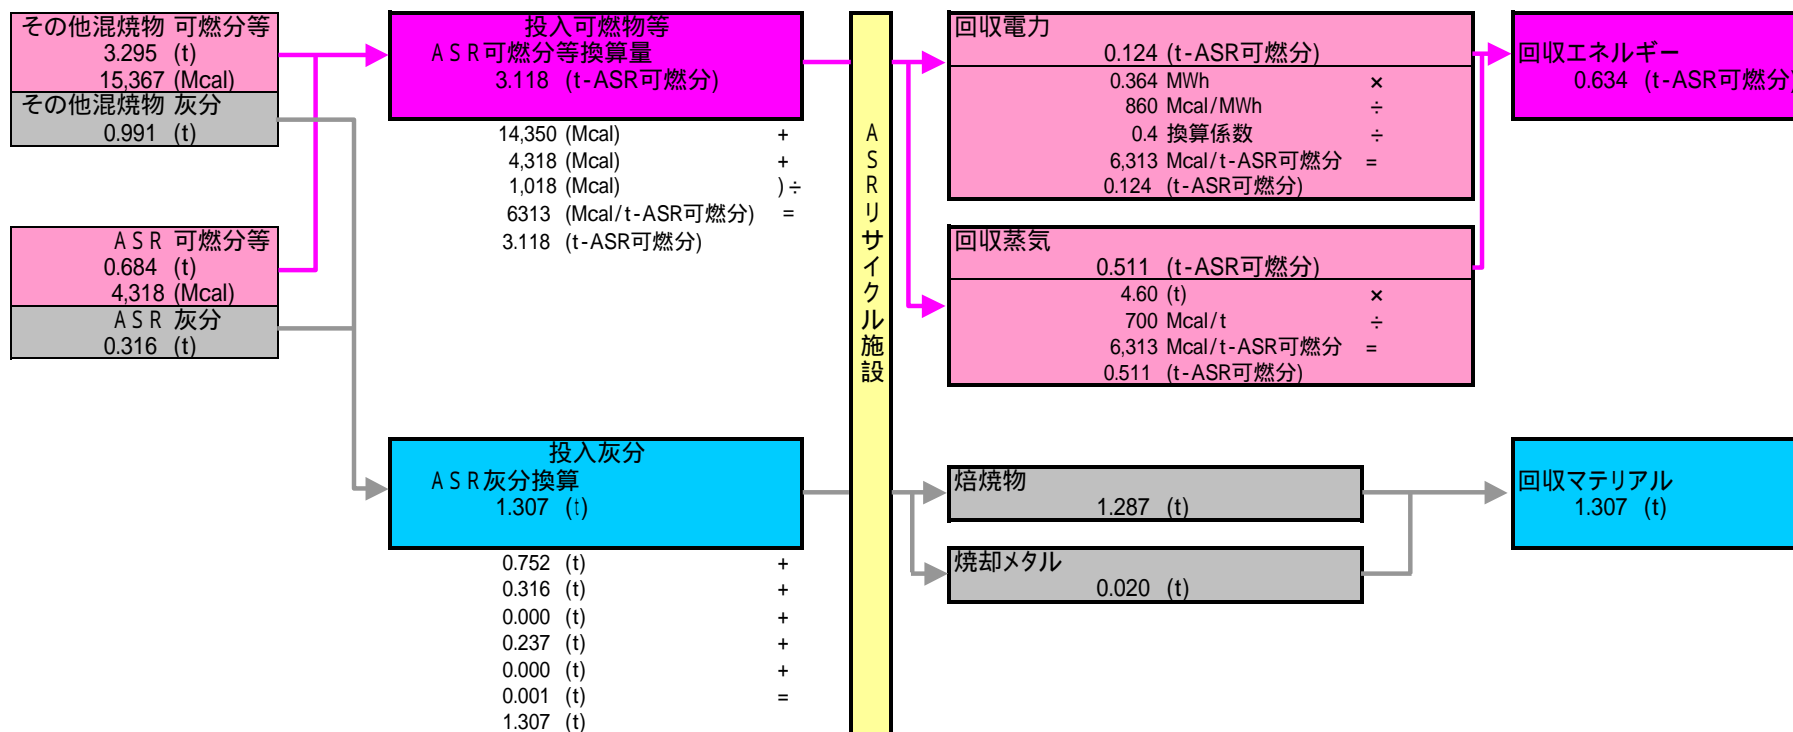 その他混焼物 可燃分等
3.295 (t)
15,367 (Mcal)
その他混焼物 灰分
0.991 (t)
ASR 可燃分等
0.684 (t)
4,318 (Mcal)
ASR 灰分
0.316 (t)
投入可燃物等
ASR可燃分等換算量
3.118 (t-ASR可燃分)
14,350 (Mcal) +
4,318 (Mcal) +
1,018 (Mcal) )÷
6313 (Mcal/t-ASR可燃分) =
3.118 (t-ASR可燃分)
投入灰分
ASR灰分換算
1.307 (t)
0.752 (t) +
0.316 (t) +
0.000 (t) +
0.237 (t) +
0.000 (t) +
0.001 (t) =
1.307 (t)
ASRリサイクル施設
回収電力
0.124 (t-ASR可燃分)
0.364 MWh ×
860 Mcal/MWh ÷
0.4 換算係数 ÷
6,313 Mcal/t-ASR可燃分 =
0.124 (t-ASR可燃分)
回収蒸気
0.511 (t-ASR可燃分)
4.60 (t) ×
700 Mcal/t ÷
6,313 Mcal/t-ASR可燃分 =
0.511 (t-ASR可燃分)
焙焼物
1.287 (t)
焼却メタル
0.020 (t)
回収エネルギー
0.634 (t-ASR可燃分)
回収マテリアル
1.307 (t)